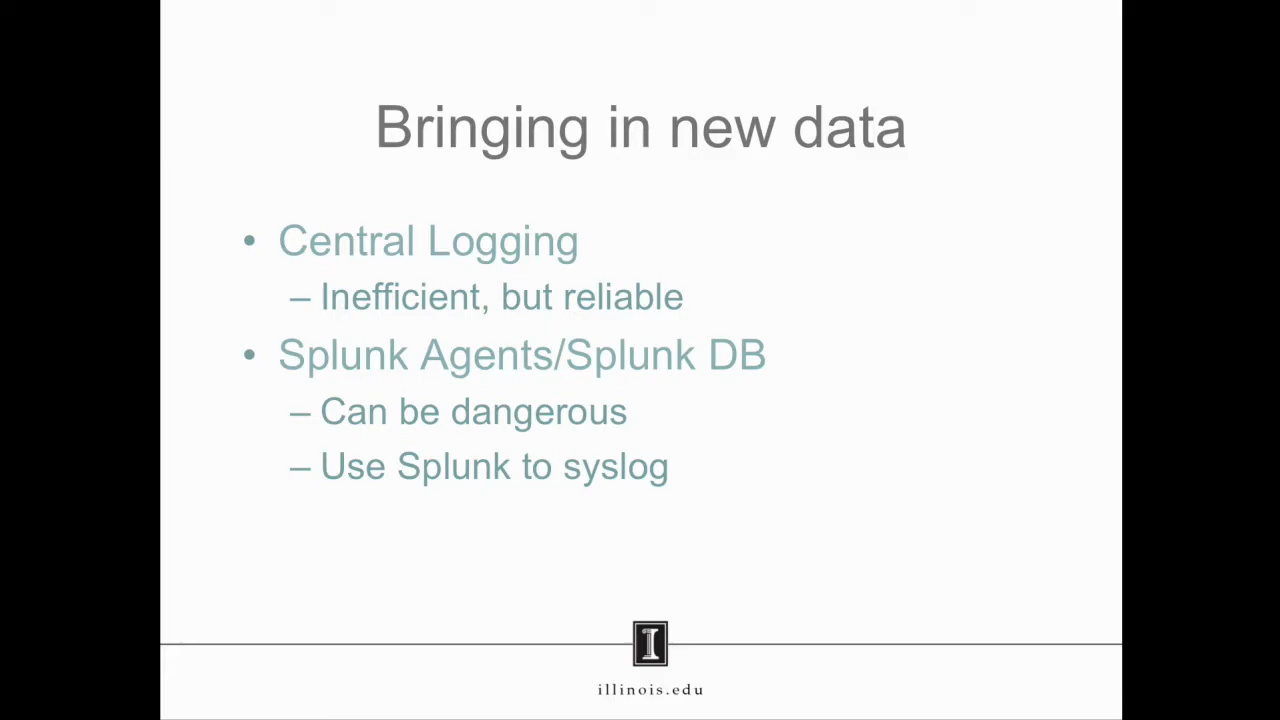 Bringing in new data
• Central Logging
– Inefficient, but reliable
• Splunk Agents/Splunk DB
– Can be dangerous
– Use Splunk to syslog
I
illinois.edu